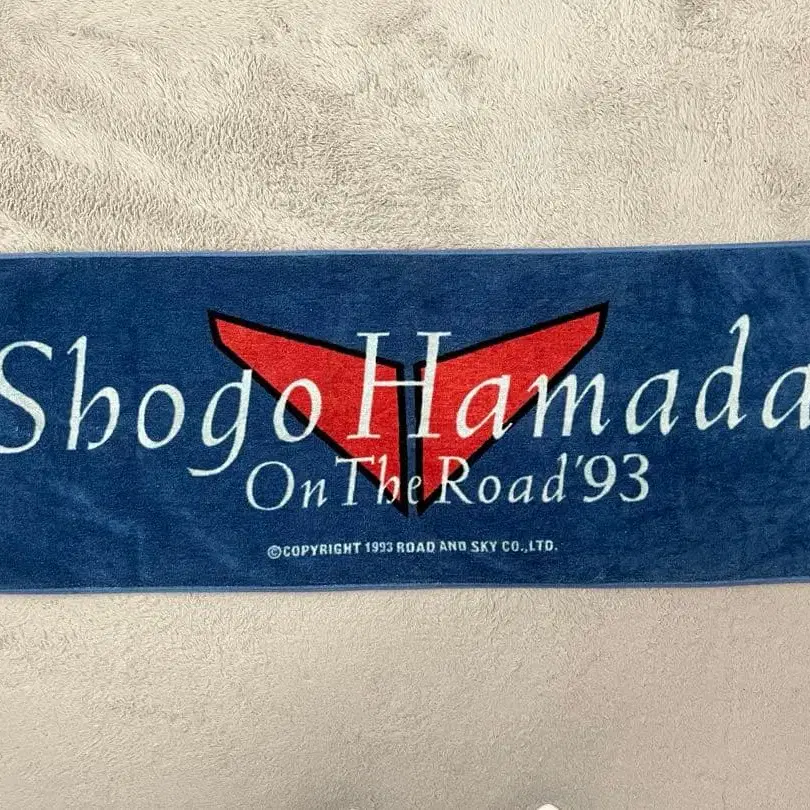 Shogo Hamada
On The Road '93
©COPYRIGHT 1993 ROAD AND SKY CO.,LTD.